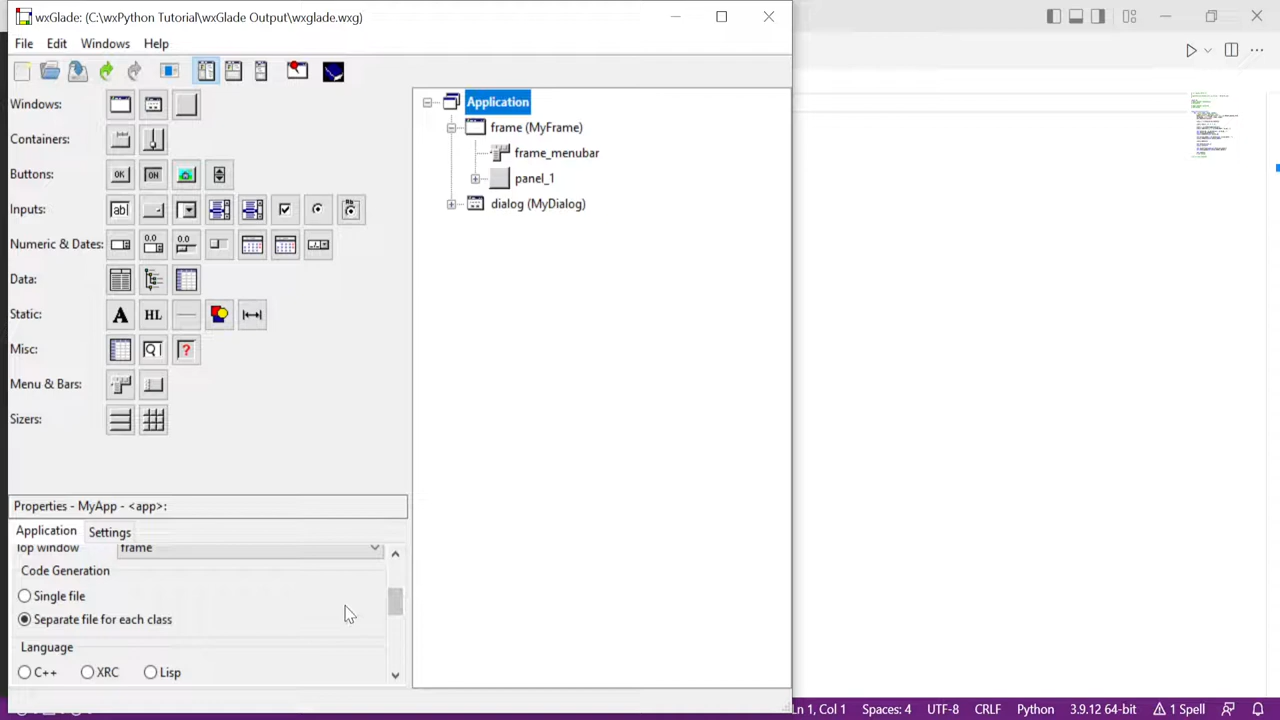 wxGlade: (C:\wxPython Tutorial\wxGlade Output\wxglade.wxg)
File Edit Windows Help
Windows:
Containers:
Buttons: OK ON
Inputs: ab|
Numeric & Dates: 0.0 0.0
Data:
Static: A HL
Misc: ?
Menu & Bars:
Sizers:
Application
frame (MyFrame)
frame_menubar
panel_1
dialog (MyDialog)
Properties - MyApp - <app>:
Application Settings
Top window frame
Code Generation
Single file
Separate file for each class
Language
C++ XRC Lisp
Ln 1, Col 1 Spaces: 4 UTF-8 CRLF Python 3.9.12 64-bit 1 Spell